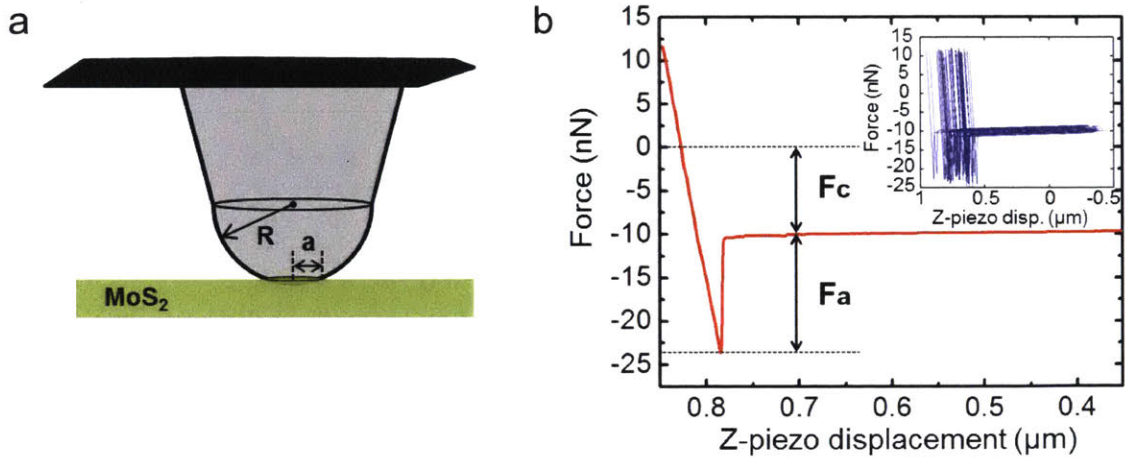 a
R
a
MoS2
b
Force (nN)
15
10
5
0
-5
-10
-15
-20
-25
0.8
0.7
0.6
0.5
0.4
Z-piezo displacement (μm)
Fc
Fa
Force (nN)
15
10
5
0
-5
-10
-15
-20
-25
1
0.5
0
-0.5
Z-piezo disp. (μm)